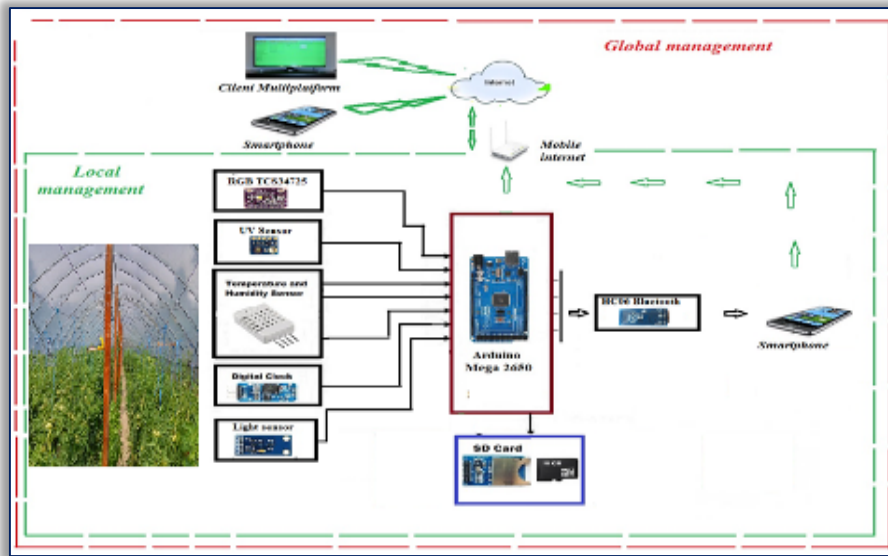 Global management
Internet
Client Multiplatform
Smartphone
Mobile
internet
Local
management
RGB TCS34725
UV Sensor
Temperature and
Humidity Sensor
Digital Clock
Light sensor
Arduino
Mega 2680
HC06 Bluetooth
Smartphone
SD Card